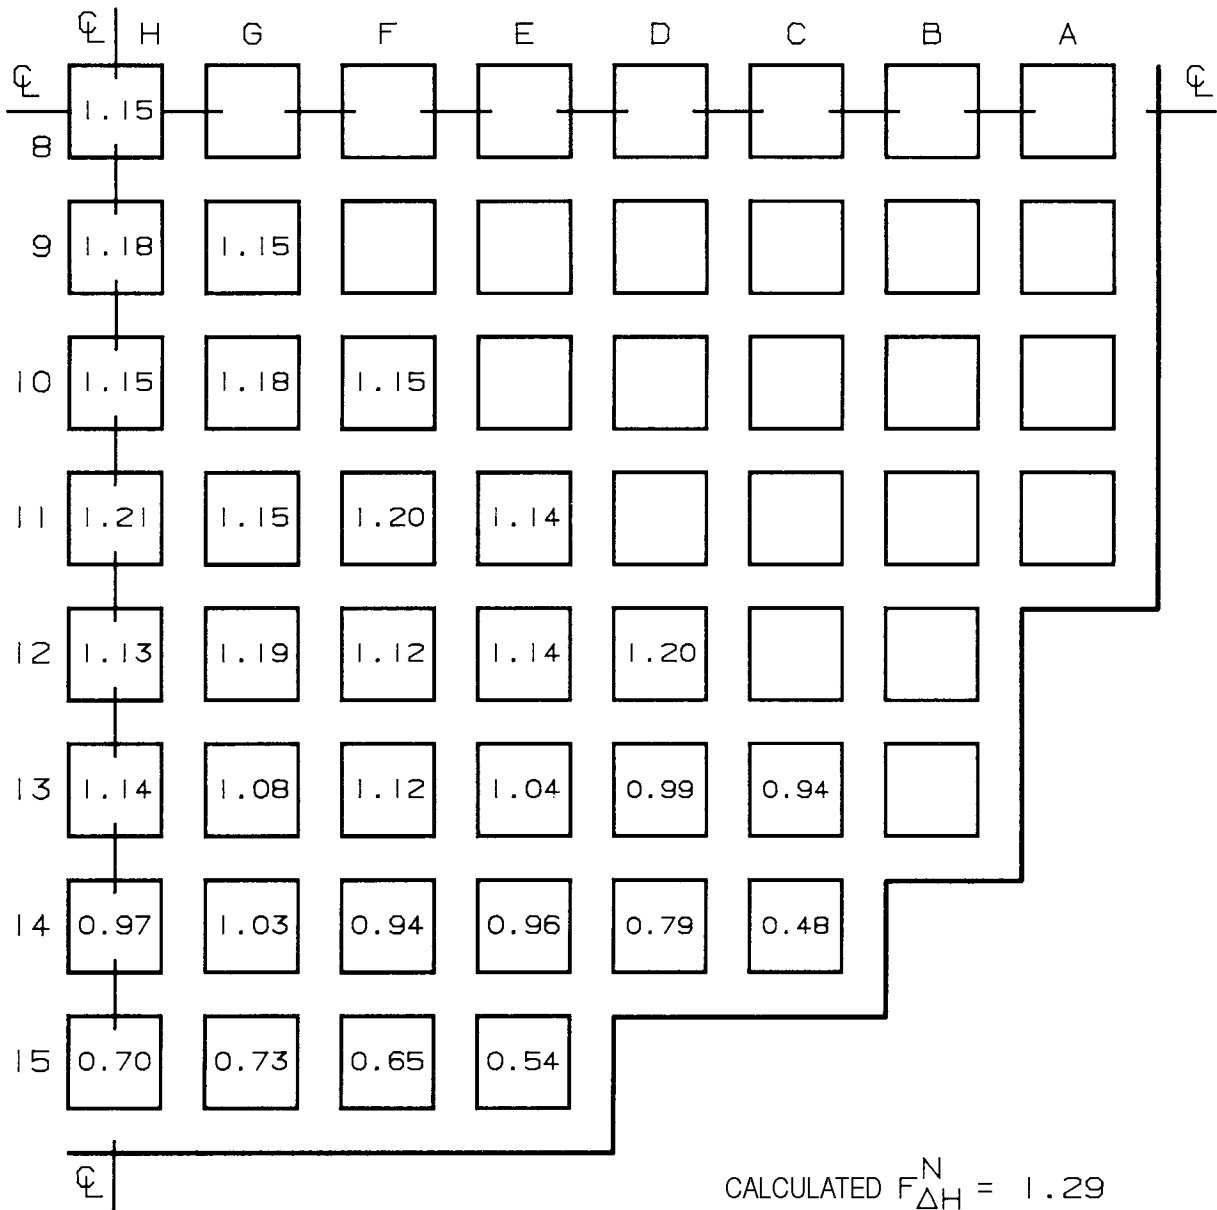 ℄ H G F E D C B A
℄ ℄
8 1.15
9 1.18 1.15
10 1.15 1.18 1.15
11 1.21 1.15 1.20 1.14
12 1.13 1.19 1.12 1.14 1.20
13 1.14 1.08 1.12 1.04 0.99 0.94
14 0.97 1.03 0.94 0.96 0.79 0.48
15 0.70 0.73 0.65 0.54
℄
CALCULATED F^N_ΔH = 1.29